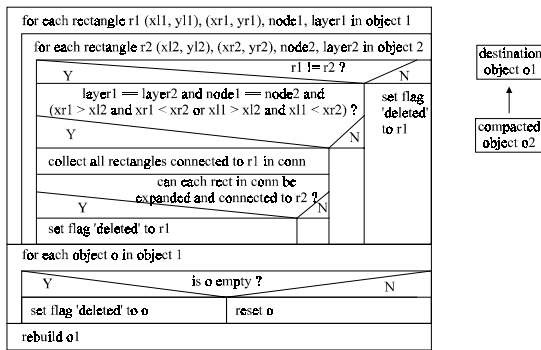 for each rectangle r1 (xl1, yl1), (xr1, yr1), node1, layer1 in object 1
for each rectangle r2 (xl2, yl2), (xr2, yr2), node2, layer2 in object 2
r1 != r2 ?
Y
N
layer1 == layer2 and node1 == node2 and
(xr1 > xl2 and xr1 < xr2 or xl1 > xl2 and xl1 < xr2) ?
Y
N
set flag
'deleted'
to r1
collect all rectangles connected to r1 in conn
can each rect in conn be
expanded and connected to r2 ?
Y
N
set flag 'deleted' to r1
for each object o in object 1
is o empty ?
Y
N
set flag 'deleted' to o
reset o
rebuild o1
destination
object o1
compacted
object o2